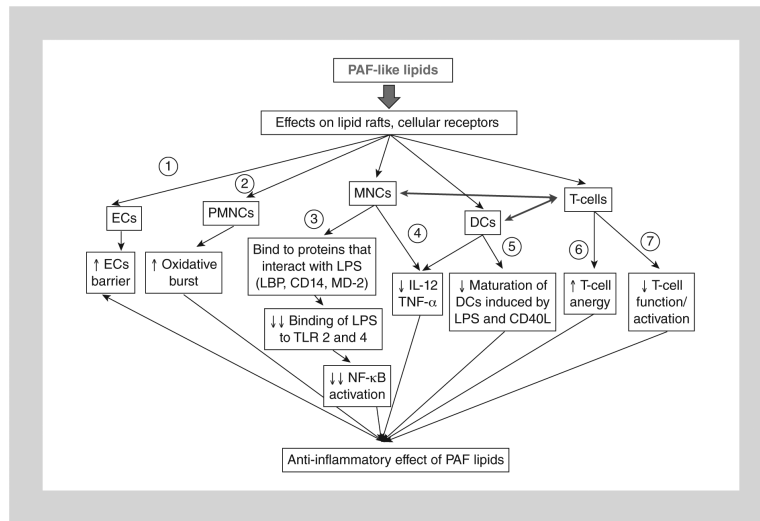 PAF-like lipids
Effects on lipid rafts, cellular receptors
1
2
MNCs
T-cells
ECs
PMNCs
3
4
DCs
5
6
7
↑ ECs
barrier
↑ Oxidative
burst
Bind to proteins that
interact with LPS
(LBP, CD14, MD-2)
↓ IL-12
TNF-α
↓ Maturation of
DCs induced by
LPS and CD40L
↑ T-cell
anergy
↓ T-cell
function/
activation
↓↓ Binding of LPS
to TLR 2 and 4
↓↓ NF-κB
activation
Anti-inflammatory effect of PAF lipids